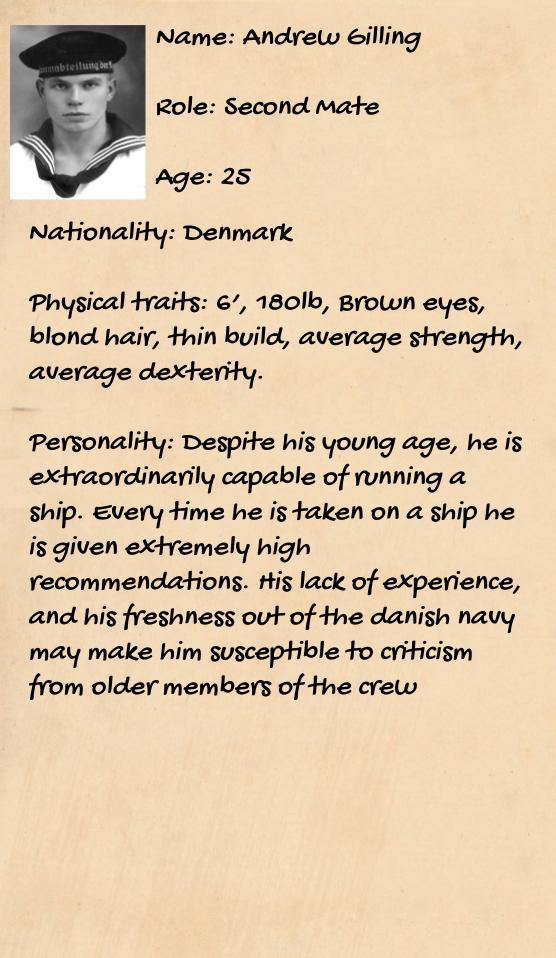 Name: Andrew Gilling
Role: Second Mate
Age: 25
Nationality: Denmark
Physical traits: 6’, 180lb, Brown eyes,
blond hair, thin build, average strength,
average dexterity.
Personality: Despite his young age, he is
extraordinarily capable of running a
ship. Every time he is taken on a ship he
is given extremely high
recommendations. His lack of experience,
and his freshness out of the danish navy
may make him susceptible to criticism
from older members of the crew